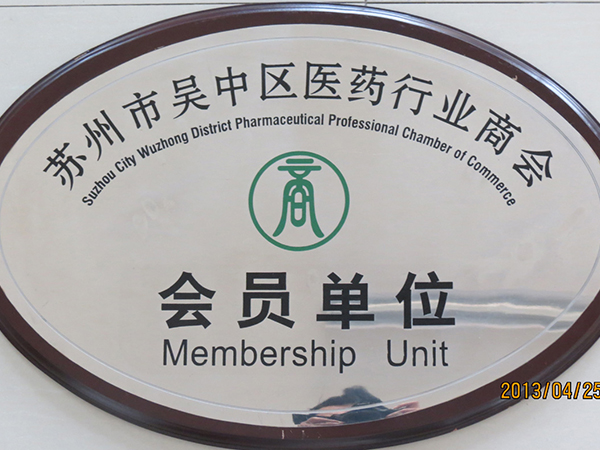 苏州市吴中区医药行业商会
Suzhou City Wuzhong District Pharmaceutical Professional Chamber of Commerce
商
会员单位
Membership Unit
2013/04/25